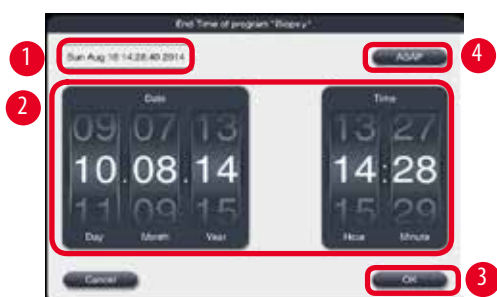 End Time of program "Biopsy"
1
Sun Aug 10 14:28:40 2014
ASAP
4
2
Date
Time
09 07 13
13 27
10.08.14
14:28
11 09 15
15 29
Day Month Year
Hour Minute
Cancel
OK
3